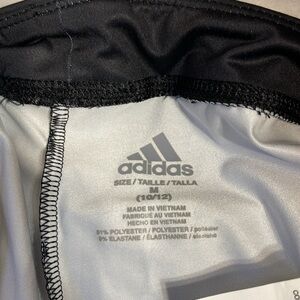 adidas
SIZE / TAILLE / TALLA
M
(10/12)
MADE IN VIETNAM
FABRIQUÉ AU VIETNAM
HECHO EN VIETNAM
91% POLYESTER / POLYESTER / poliéster
9% ELASTANE / ÉLASTHANNE /
8